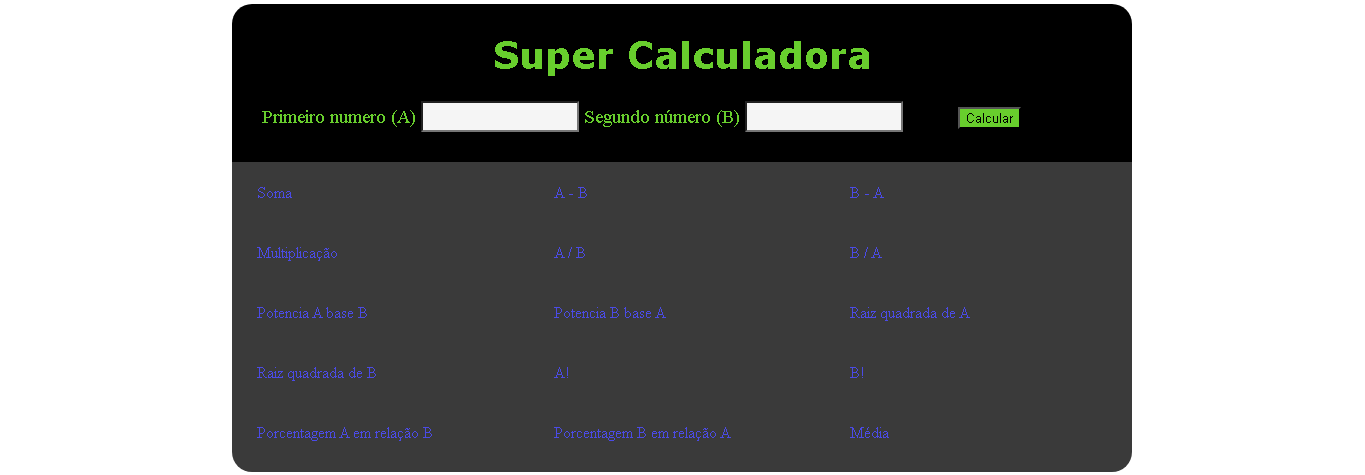 Super Calculadora
Primeiro numero (A) Segundo número (B) Calcular
Soma A - B B - A
Multiplicação A / B B / A
Potencia A base B Potencia B base A Raiz quadrada de A
Raiz quadrada de B A! B!
Porcentagem A em relação B Porcentagem B em relação A Média